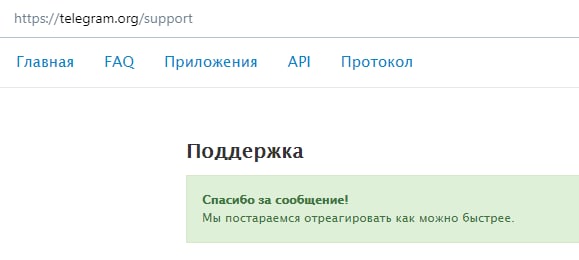 https://telegram.org/support
Главная FAQ Приложения API Протокол
Поддержка
Спасибо за сообщение!
Мы постараемся отреагировать как можно быстрее.